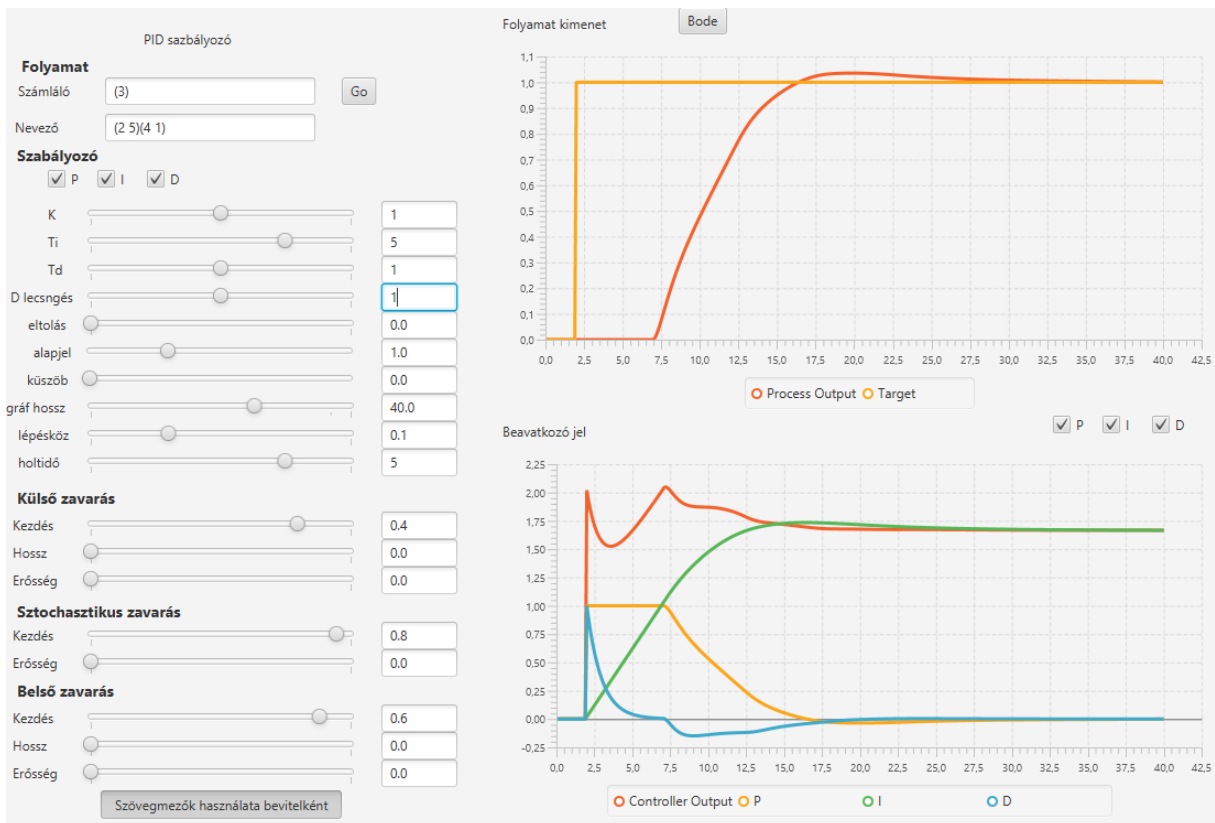 PID sazbályozó
Folyamat
Számláló (3) Go
Nevező (2 5)(4 1)
Szabályozó
P I D
K 1
Ti 5
Td 1
D lecsngés 1
eltolás 0.0
alapjel 1.0
küszöb 0.0
gráf hossz 40.0
lépésköz 0.1
holtidő 5
Külső zavarás
Kezdés 0.4
Hossz 0.0
Erősség 0.0
Sztochasztikus zavarás
Kezdés 0.8
Erősség 0.0
Belső zavarás
Kezdés 0.6
Hossz 0.0
Erősség 0.0
Szövegmezők használata bevitelként
Folyamat kimenet Bode
1,1
1,0
0,9
0,8
0,7
0,6
0,5
0,4
0,3
0,2
0,1
0,0
0,0 2,5 5,0 7,5 10,0 12,5 15,0 17,5 20,0 22,5 25,0 27,5 30,0 32,5 35,0 37,5 40,0 42,5
Process Output Target
Beavatkozó jel P I D
2,25
2,00
1,75
1,50
1,25
1,00
0,75
0,50
0,25
0,00
-0,25
0,0 2,5 5,0 7,5 10,0 12,5 15,0 17,5 20,0 22,5 25,0 27,5 30,0 32,5 35,0 37,5 40,0 42,5
Controller Output P I D